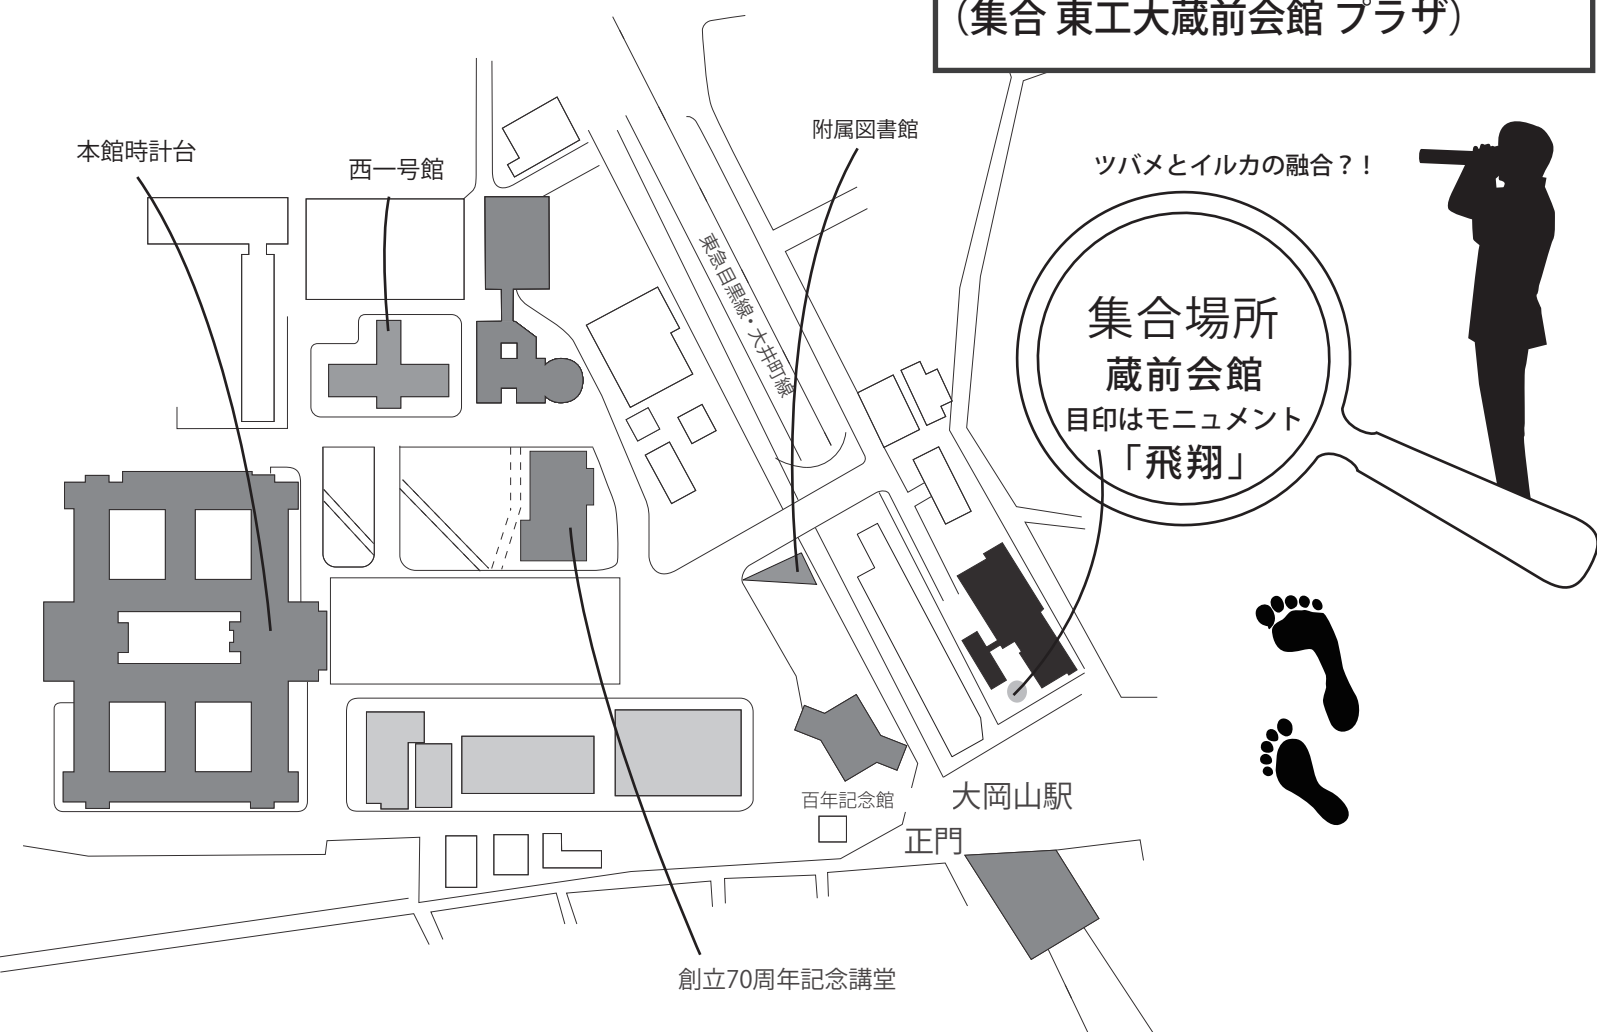 （集合 東工大蔵前会館 プラザ）
附属図書館
本館時計台
西一号館
ツバメとイルカの融合？！
東急目黒線・大井町線
集合場所
蔵前会館
目印はモニュメント
「飛翔」
百年記念館
大岡山駅
正門
創立70周年記念講堂